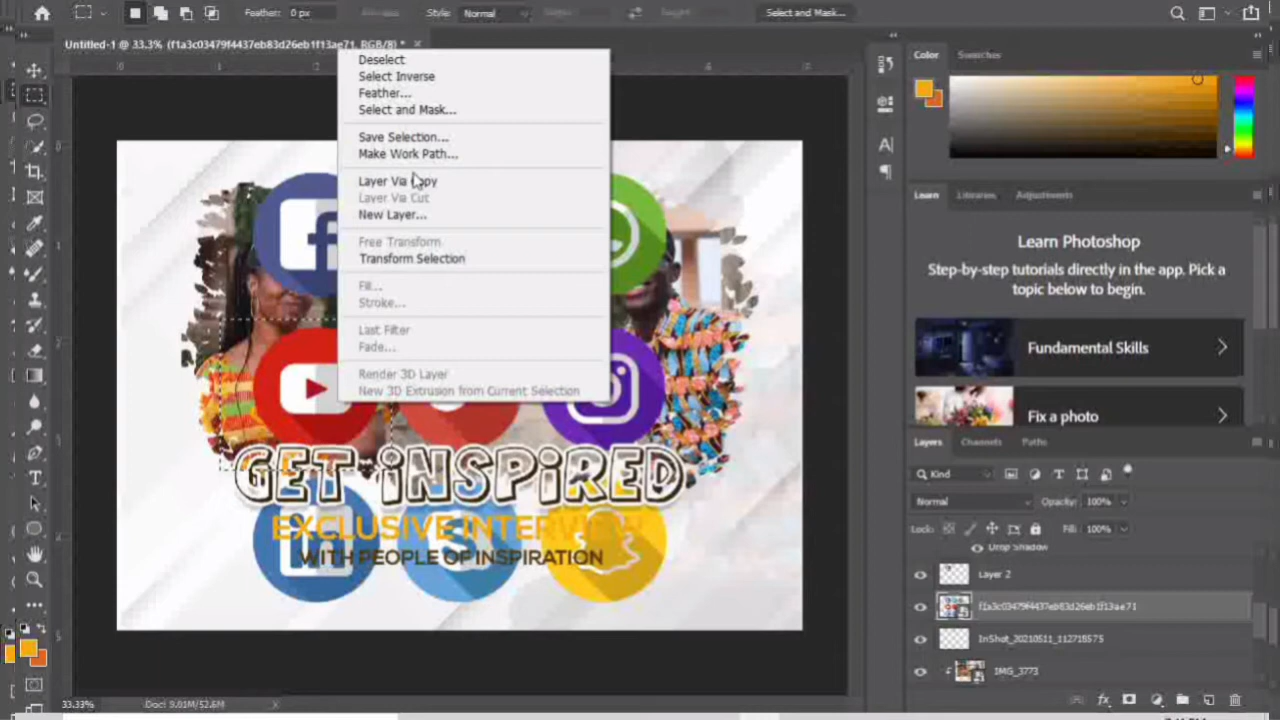 Feather: 0 px Style: Normal Select and Mask...
Untitled-1 @ 33.3% (f1a3c03479f4437eb83d26eb1f13ae71, RGB/8) *
Deselect
Select Inverse
Feather...
Select and Mask...
Save Selection...
Make Work Path...
Layer Via Copy
Layer Via Cut
New Layer...
Free Transform
Transform Selection
Fill...
Stroke...
Last Filter
Fade...
Render 3D Layer
New 3D Extrusion from Current Selection
GET INSPIRED
EXCLUSIVE INTERVIEW
WITH PEOPLE OF INSPIRATION
Color Swatches
Learn Libraries Adjustments
Learn Photoshop
Step-by-step tutorials directly in the app. Pick a
topic below to begin.
Fundamental Skills
Fix a photo
Layers Channels Paths
Kind
Normal Opacity: 100%
Lock: Fill: 100%
Drop Shadow
Layer 2
f1a3c03479f4437eb83d26eb1f13ae71
InShot_20210511_112715575
IMG_3773
33.33% Doc: 9.01M/52.6M